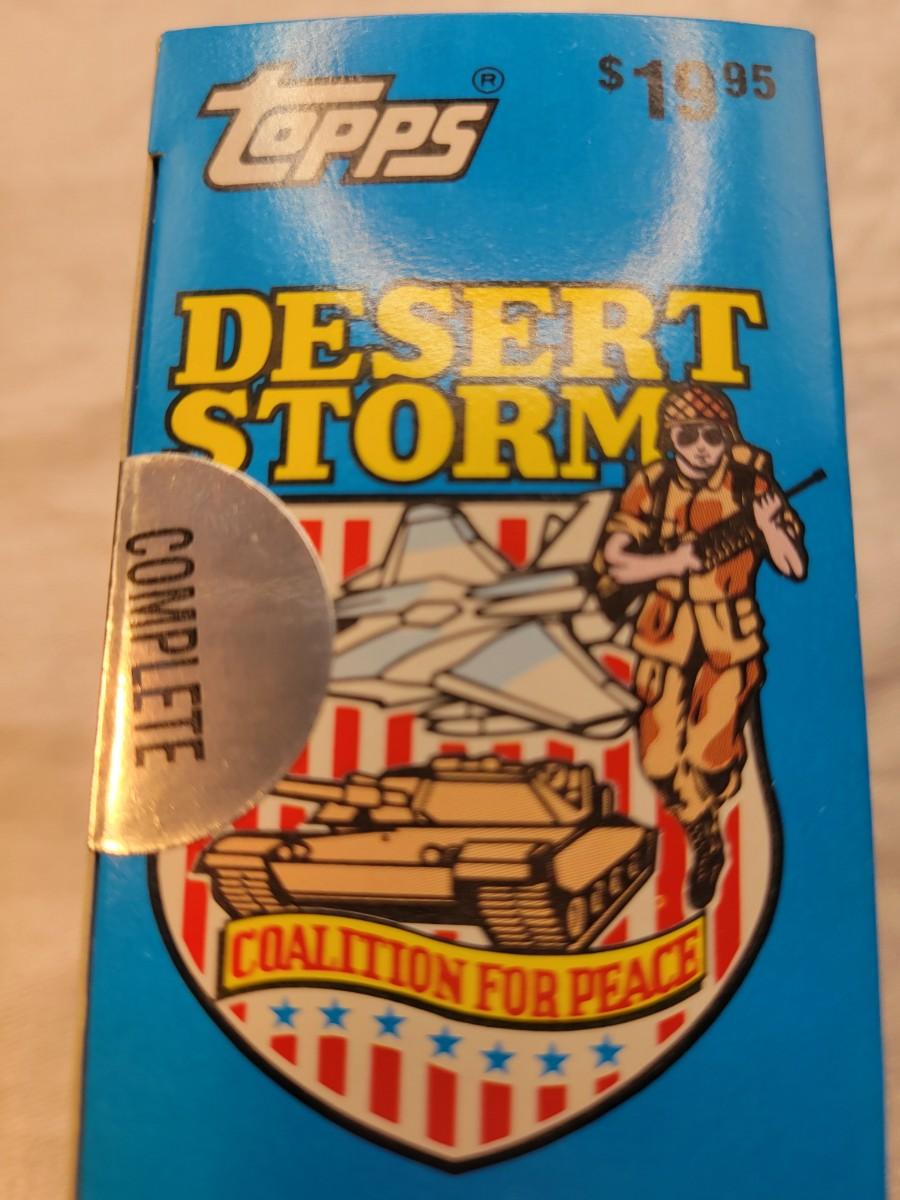 Topps®
$19.95
DESERT
STORM
COMPLETE
COALITION FOR PEACE